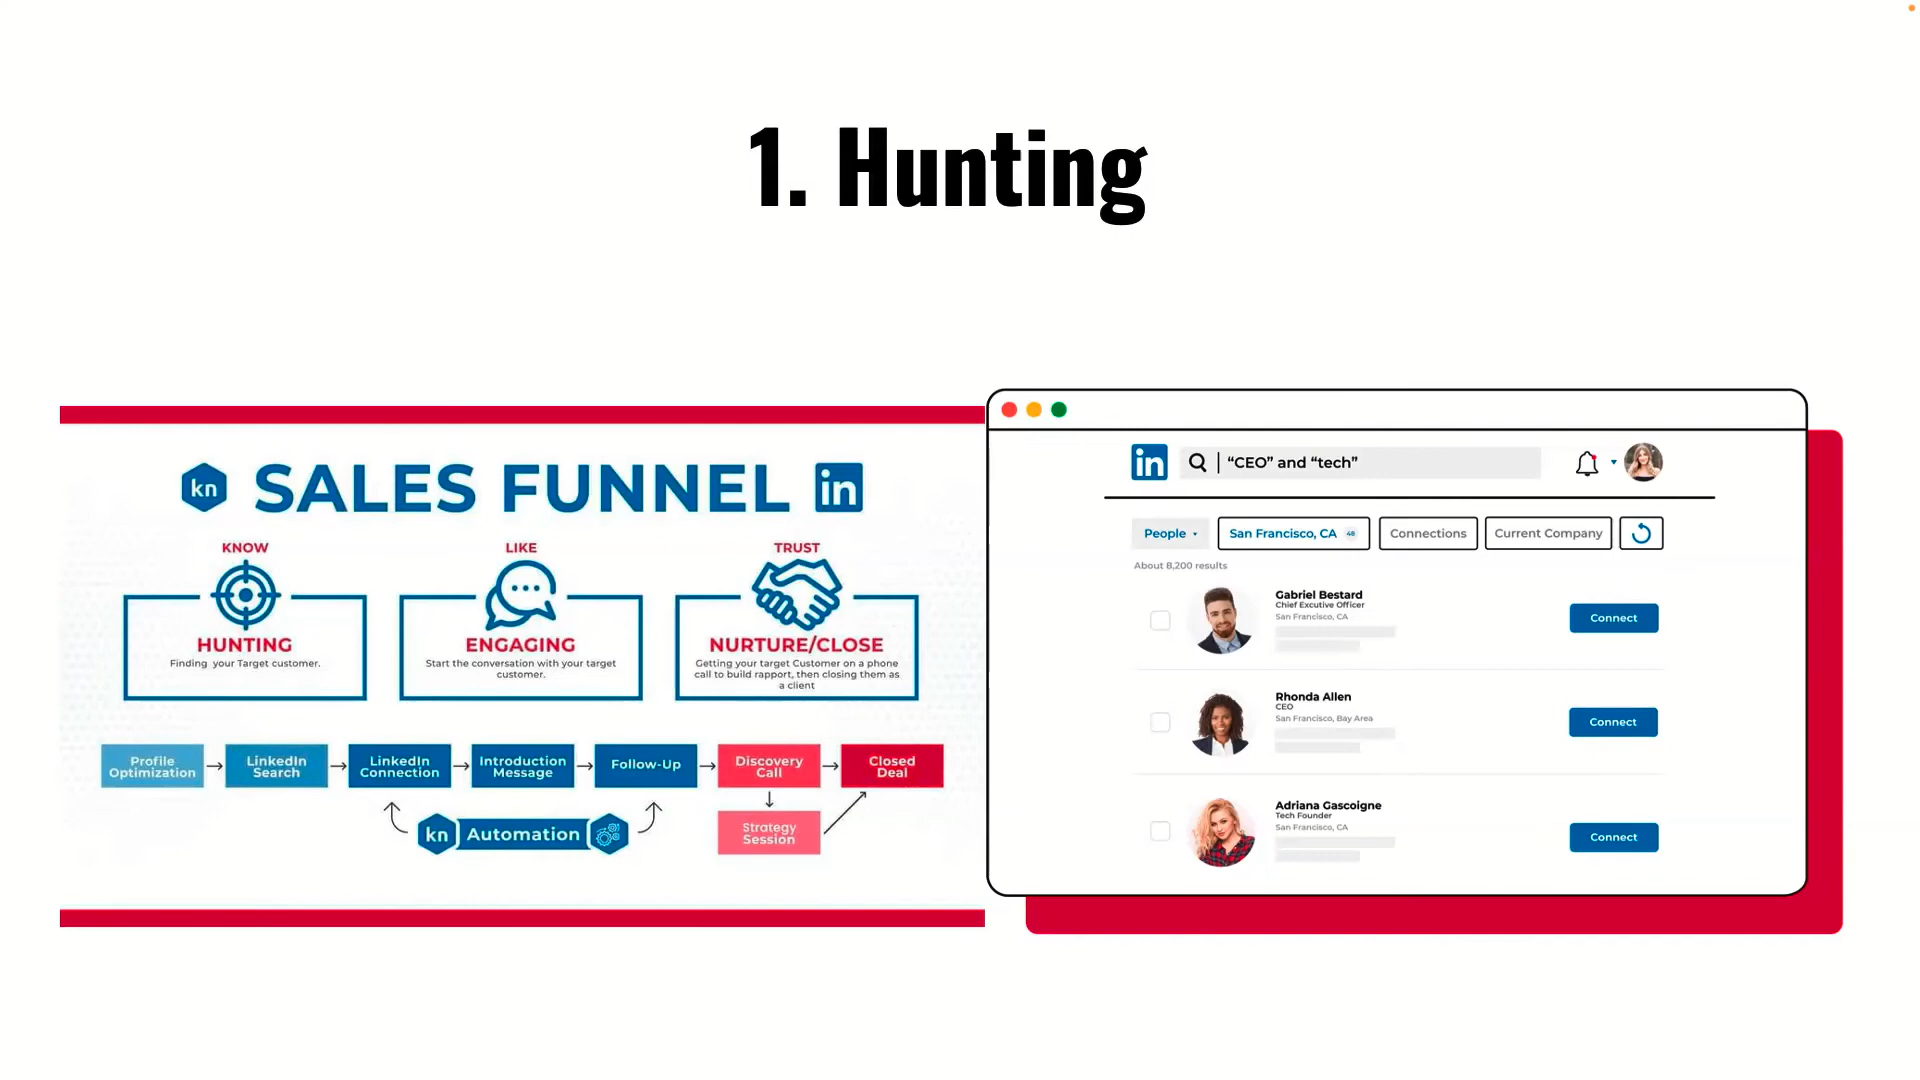 1. Hunting
kn SALES FUNNEL in
KNOW
HUNTING
Finding your Target customer.
LIKE
ENGAGING
Start the conversation with your target
customer.
TRUST
NURTURE/CLOSE
Getting your target Customer on a phone
call to build rapport, then closing them as
a client
Profile
Optimization
LinkedIn
Search
LinkedIn
Connection
Introduction
Message
Follow-Up
Discovery
Call
Closed
Deal
kn Automation
Strategy
Session
in “CEO” and “tech”
People San Francisco, CA 48 Connections Current Company
About 8,200 results
Gabriel Bestard
Chief Excutive Officer
San Francisco, CA
Connect
Rhonda Allen
CEO
San Francisco, Bay Area
Connect
Adriana Gascoigne
Tech Founder
San Francisco, CA
Connect